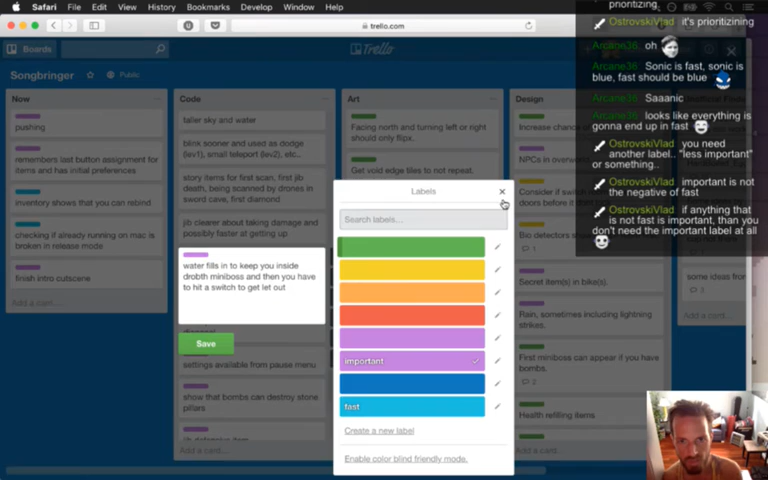 Safari File Edit View History Bookmarks Develop Window Help
trello.com
Boards
Trello
Songbringer
Public
Now
pushing
remembers last button assignment
for items and has initial preferences
inventory shows that you can rebind
checking if already running on mac is
broken in release mode
finish intro cutscene
Add a card...
Code
taller sky and water
blink sooner and used as dodge
(lev1), small teleport (lev2), etc...
story items for first scan, first jib
death, being scanned by drones in
sword cave, first diamond
jib clearer about taking damage and
possibly faster at getting up
water fills in to keep you inside
drobth miniboss and then you have
to hit a switch to get let out
Save
settings available from pause menu
show that bombs can destroy stone
pillars
Add a card...
Art
Facing north and turning left or right
should only flipx.
Get void edge tiles to not repeat.
Labels
Search labels...
important
fast
Create a new label
Enable color blind friendly mode.
Design
Increase chance
NPCs in overwo
Consider if switch
doors before it do
Bio detectors
1
Secret item(s) in bike(s).
Rain, sometimes including lightning
strikes.
First miniboss can appear if you have
bombs.
2
Health refilling items
Add a card...
some ideas from
3
Add a card...
prioritizing
OstrovskiVlad it's prioritizining
Arcane36 oh
Arcane36 Sonic is fast, sonic is
blue, fast should be blue
Arcane36 Saaanic
Arcane36 looks like everything is
gonna end up in fast
OstrovskiVlad you need
another label.. "less important"
or something..
OstrovskiVlad important is not
the negative of fast
OstrovskiVlad if anything that
is not fast is important, than you
don't need the important label at all